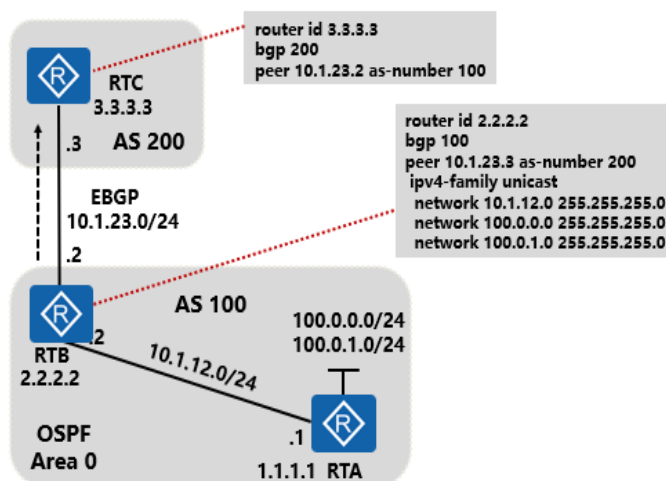 router id 3.3.3.3
bgp 200
peer 10.1.23.2 as-number 100
R
RTC
3.3.3.3
.3
AS 200
router id 2.2.2.2
bgp 100
peer 10.1.23.3 as-number 200
ipv4-family unicast
network 10.1.12.0 255.255.255.0
network 100.0.0.0 255.255.255.0
network 100.0.1.0 255.255.255.0
EBGP
10.1.23.0/24
.2
AS 100
R
.2
RTB
2.2.2.2
10.1.12.0/24
100.0.0.0/24
100.0.1.0/24
R
OSPF
Area 0
.1
1.1.1.1 RTA